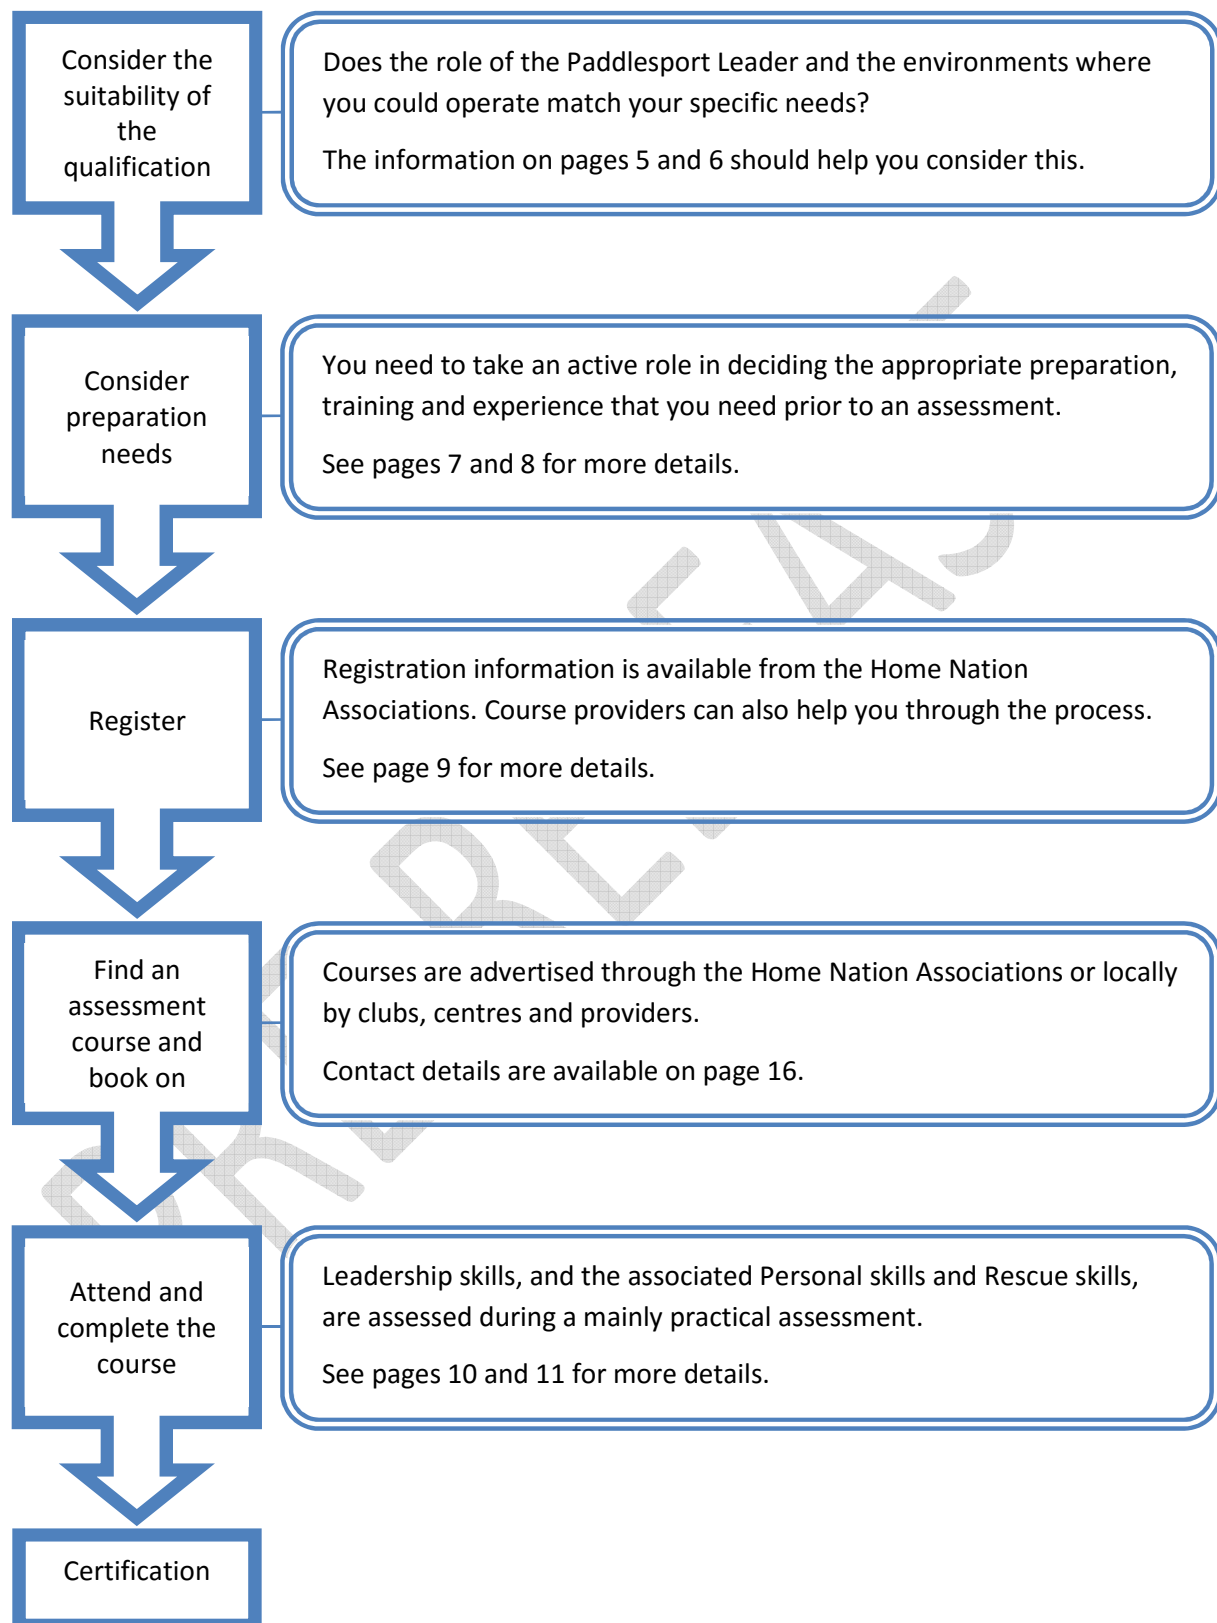 Consider the
suitability of
the
qualification
Does the role of the Paddlesport Leader and the environments where
you could operate match your specific needs?
The information on pages 5 and 6 should help you consider this.
Consider
preparation
needs
You need to take an active role in deciding the appropriate preparation,
training and experience that you need prior to an assessment.
See pages 7 and 8 for more details.
Register
Registration information is available from the Home Nation
Associations. Course providers can also help you through the process.
See page 9 for more details.
Find an
assessment
course and
book on
Courses are advertised through the Home Nation Associations or locally
by clubs, centres and providers.
Contact details are available on page 16.
Attend and
complete the
course
Leadership skills, and the associated Personal skills and Rescue skills,
are assessed during a mainly practical assessment.
See pages 10 and 11 for more details.
Certification